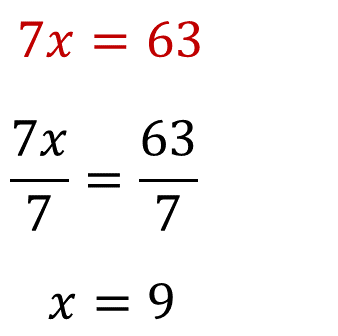 7x = 63
7x/7 = 63/7
x = 9